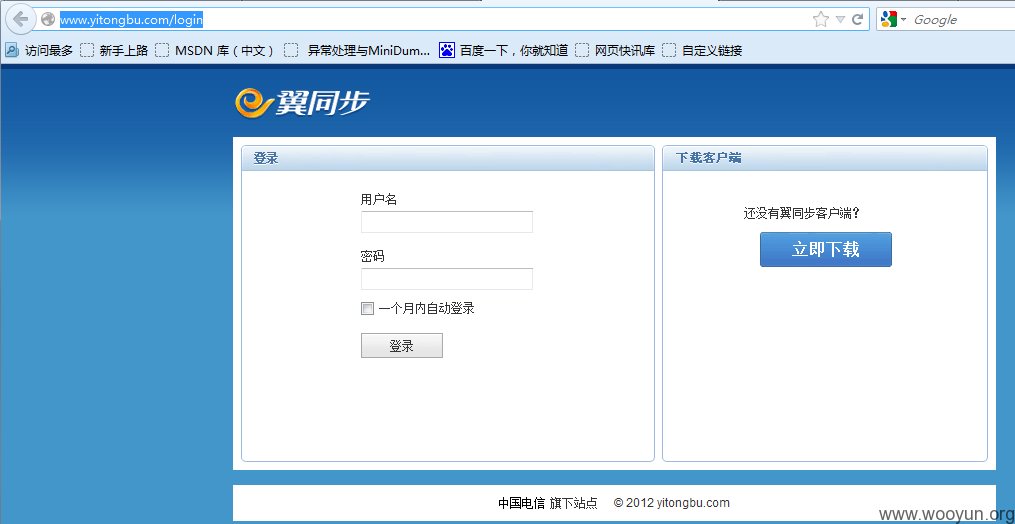 www.yitongbu.com/login
Google
访问最多 新手上路 MSDN 库（中文） 异常处理与MiniDum... 百度一下，你就知道 网页快讯库 自定义链接
翼同步
登录
用户名
密码
一个月内自动登录
登录
下载客户端
还没有翼同步客户端？
立即下载
中国电信 旗下站点 © 2012 yitongbu.com
www.wooyun.org